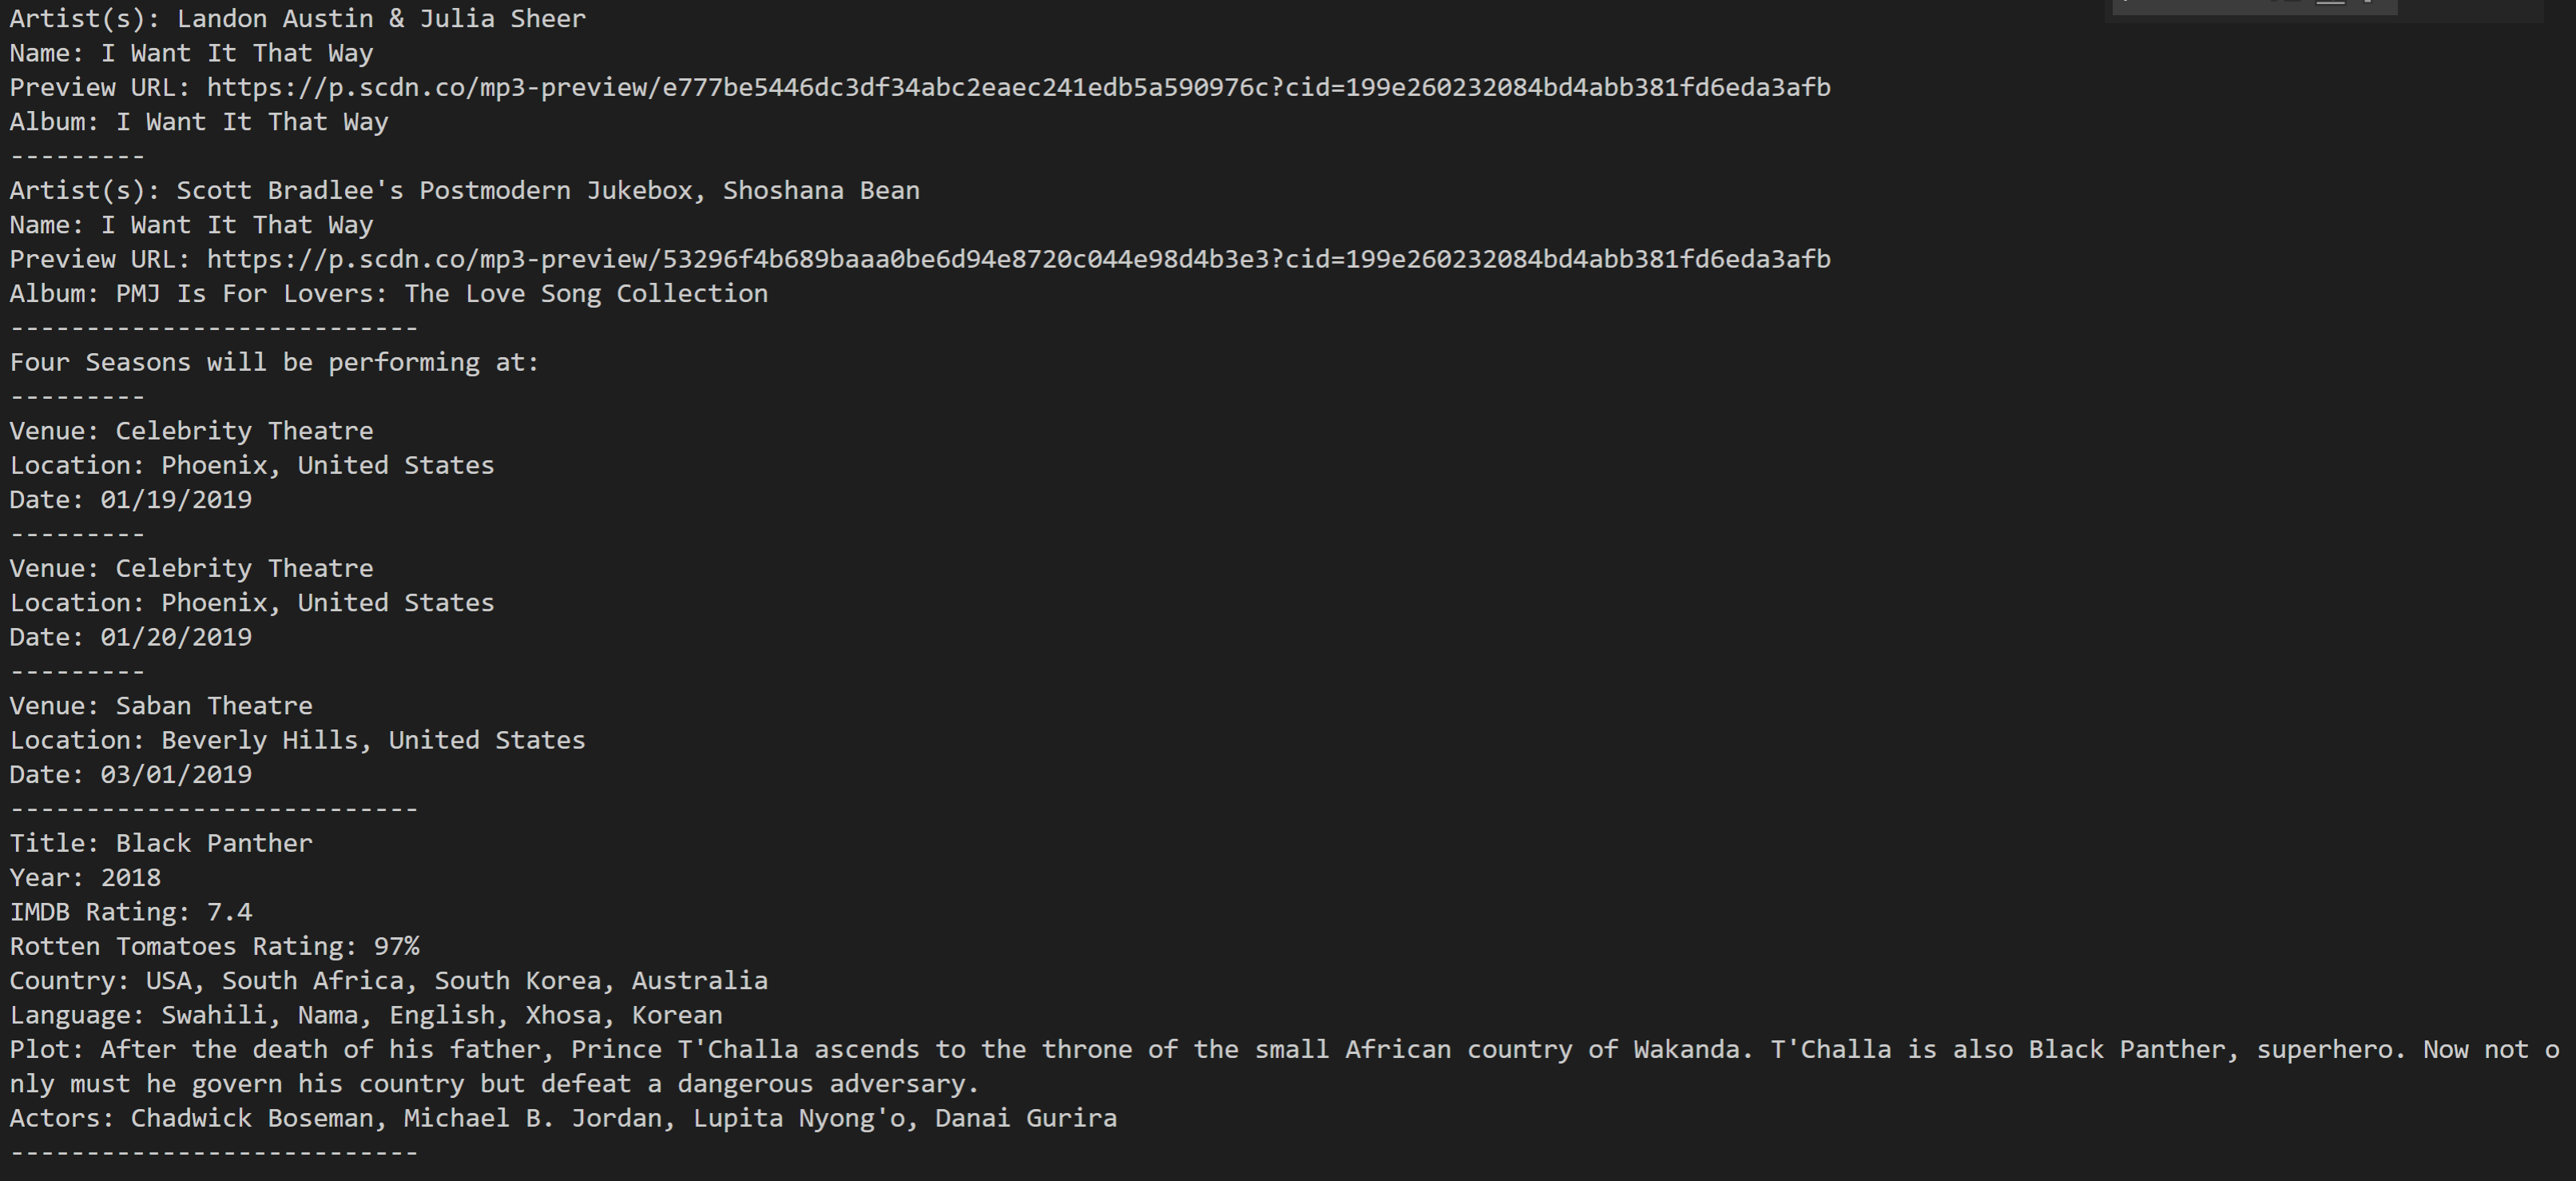 Artist(s): Landon Austin & Julia Sheer
Name: I Want It That Way
Preview URL: https://p.scdn.co/mp3-preview/e777be5446dc3df34abc2eaec241edb5a590976c?cid=199e260232084bd4abb381fd6eda3afb
Album: I Want It That Way
---------
Artist(s): Scott Bradlee's Postmodern Jukebox, Shoshana Bean
Name: I Want It That Way
Preview URL: https://p.scdn.co/mp3-preview/53296f4b689baaa0be6d94e8720c044e98d4b3e3?cid=199e260232084bd4abb381fd6eda3afb
Album: PMJ Is For Lovers: The Love Song Collection
---------------------------
Four Seasons will be performing at:
---------
Venue: Celebrity Theatre
Location: Phoenix, United States
Date: 01/19/2019
---------
Venue: Celebrity Theatre
Location: Phoenix, United States
Date: 01/20/2019
---------
Venue: Saban Theatre
Location: Beverly Hills, United States
Date: 03/01/2019
---------------------------
Title: Black Panther
Year: 2018
IMDB Rating: 7.4
Rotten Tomatoes Rating: 97%
Country: USA, South Africa, South Korea, Australia
Language: Swahili, Nama, English, Xhosa, Korean
Plot: After the death of his father, Prince T'Challa ascends to the throne of the small African country of Wakanda. T'Challa is also Black Panther, superhero. Now not o
nly must he govern his country but defeat a dangerous adversary.
Actors: Chadwick Boseman, Michael B. Jordan, Lupita Nyong'o, Danai Gurira
---------------------------